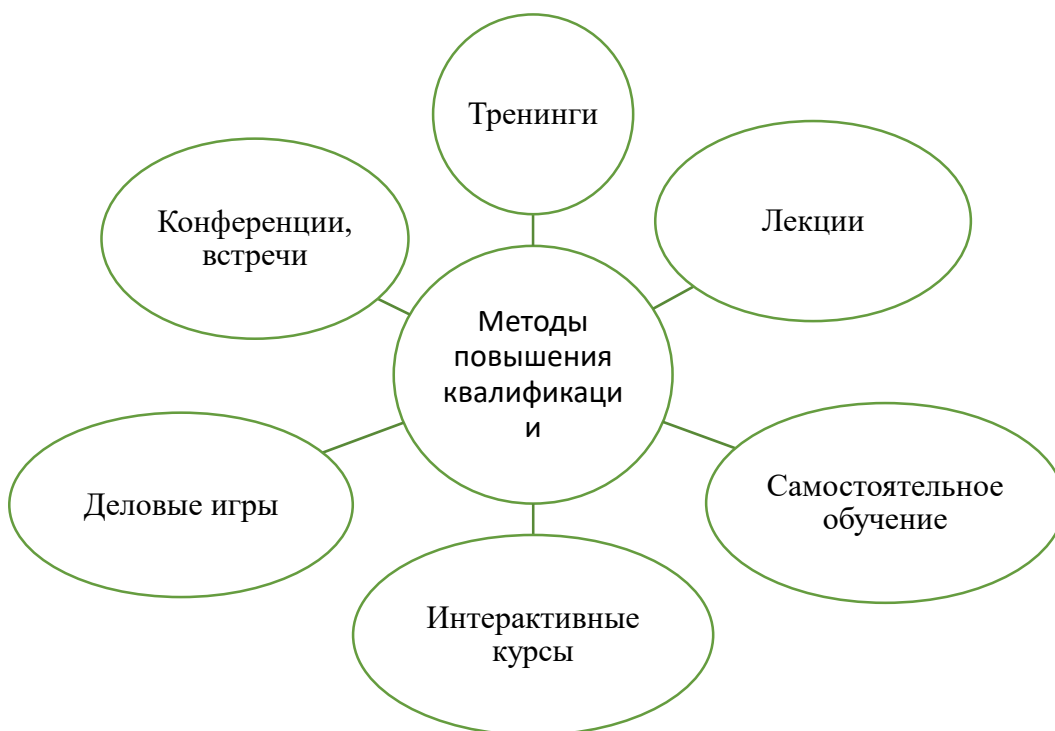 Тренинги
Лекции
Конференции,
встречи
Методы
повышения
квалификаци
и
Самостоятельное
обучение
Деловые игры
Интерактивные
курсы